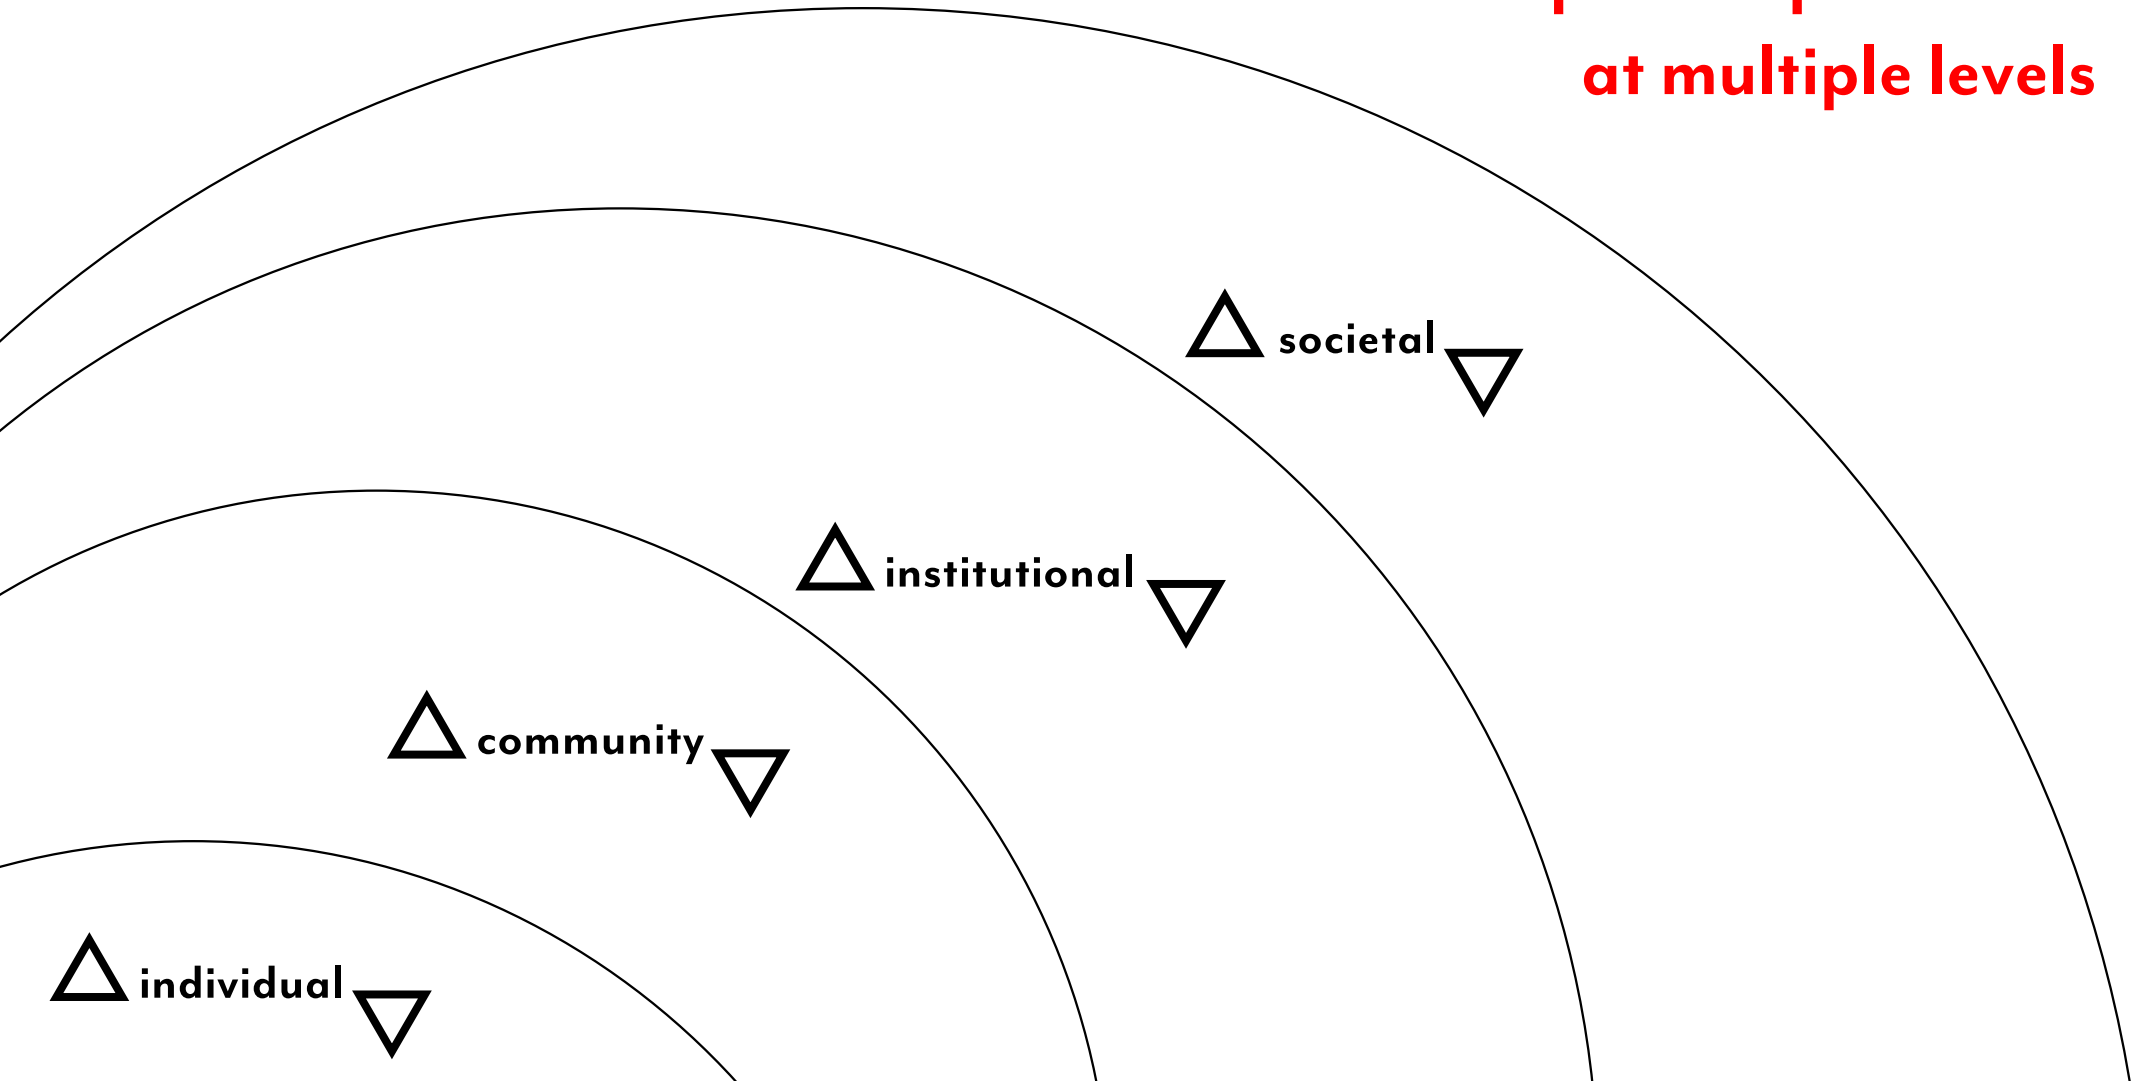 at multiple levels
societal
institutional
community
individual